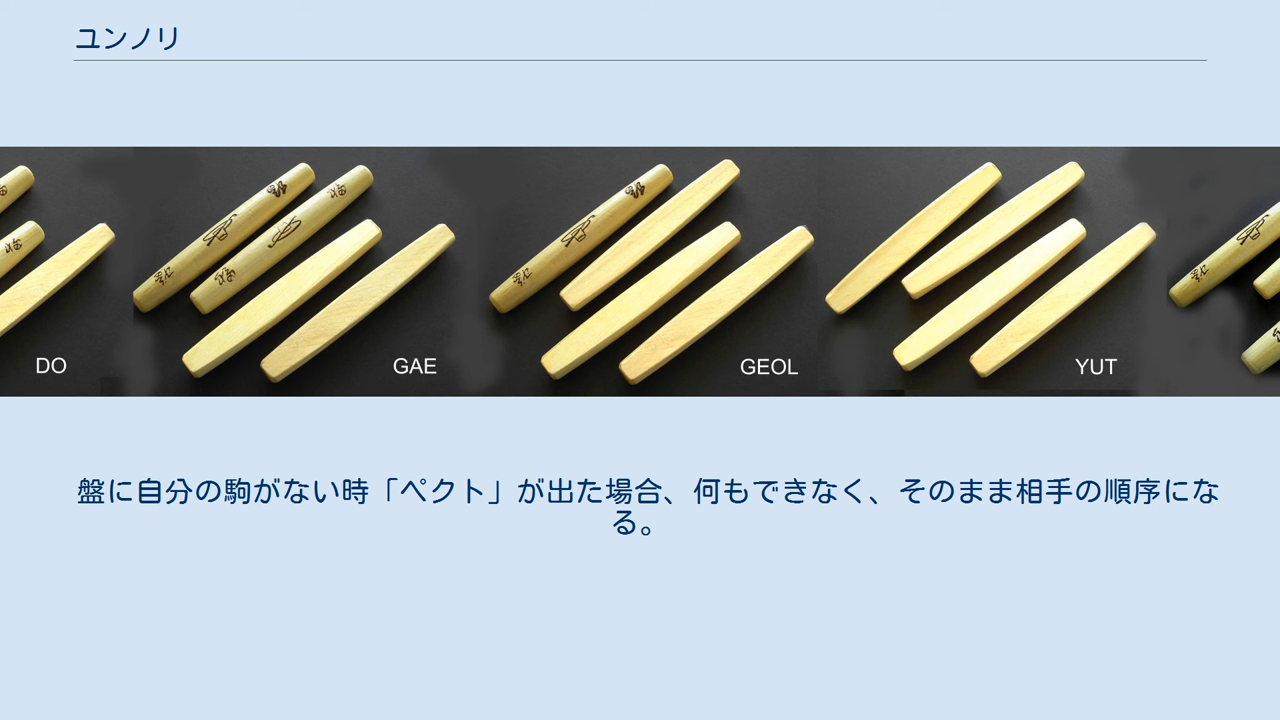 ユンノリ
DO
GAE
GEOL
YUT
盤に自分の駒がない時「ペクト」が出た場合、何もできなく、そのまま相手の順序にな
る。